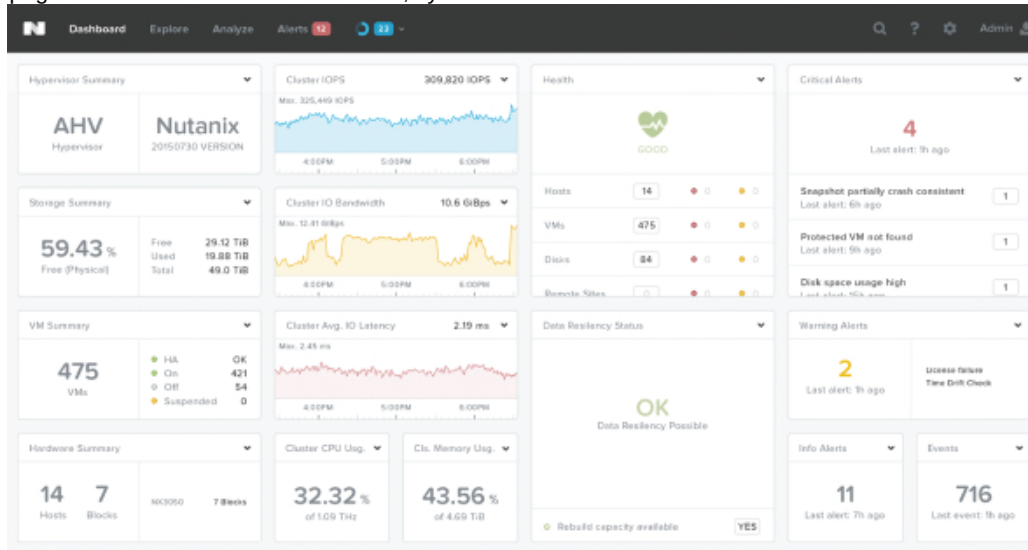 Dashboard Explore Analyze Alerts 12 23 ? Admin
Hypervisor Summary
AHV
Hypervisor
Nutanix
20150730 VERSION
Cluster IOPS 309,820 IOPS
Max. 325,449 IOPS
4:00PM 5:00PM 6:00PM
Health
GOOD
Hosts 14 0 0
VMs 475 0 0
Disks 84 0 0
Remote Sites 0 0 0
Critical Alerts
4
Last alert: 1h ago
Snapshot partially crash consistent 1
Last alert: 6h ago
Protected VM not found 1
Last alert: 9h ago
Disk space usage high 1
Storage Summary
59.43 %
Free (Physical)
Free 29.12 TiB
Used 19.88 TiB
Total 49.0 TiB
Cluster IO Bandwidth 10.6 GiBps
Max. 12.41 GiBps
4:00PM 5:00PM 6:00PM
VM Summary
475
VMs
HA OK
On 421
Off 54
Suspended 0
Cluster Avg. IO Latency 2.19 ms
Max. 2.45 ms
4:00PM 5:00PM 6:00PM
Data Resilency Status
OK
Data Resilency Possible
Rebuild capacity available YES
Warning Alerts
2
Last alert: 1h ago
License failure
Time Drift Check
Hardware Summary
14
Hosts
7
Blocks
NX3050 7 Blocks
Cluster CPU Usg.
32.32 %
of 1.09 THz
Cls. Memory Usg.
43.56 %
of 4.69 TiB
Info Alerts
11
Last alert: 7h ago
Events
716
Last event: 1h ago